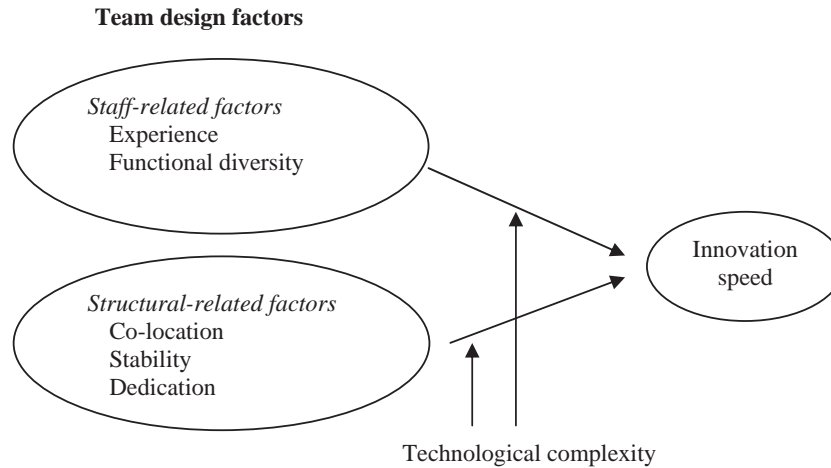 Team design factors
Staff-related factors
Experience
Functional diversity
Innovation
speed
Structural-related factors
Co-location
Stability
Dedication
Technological complexity